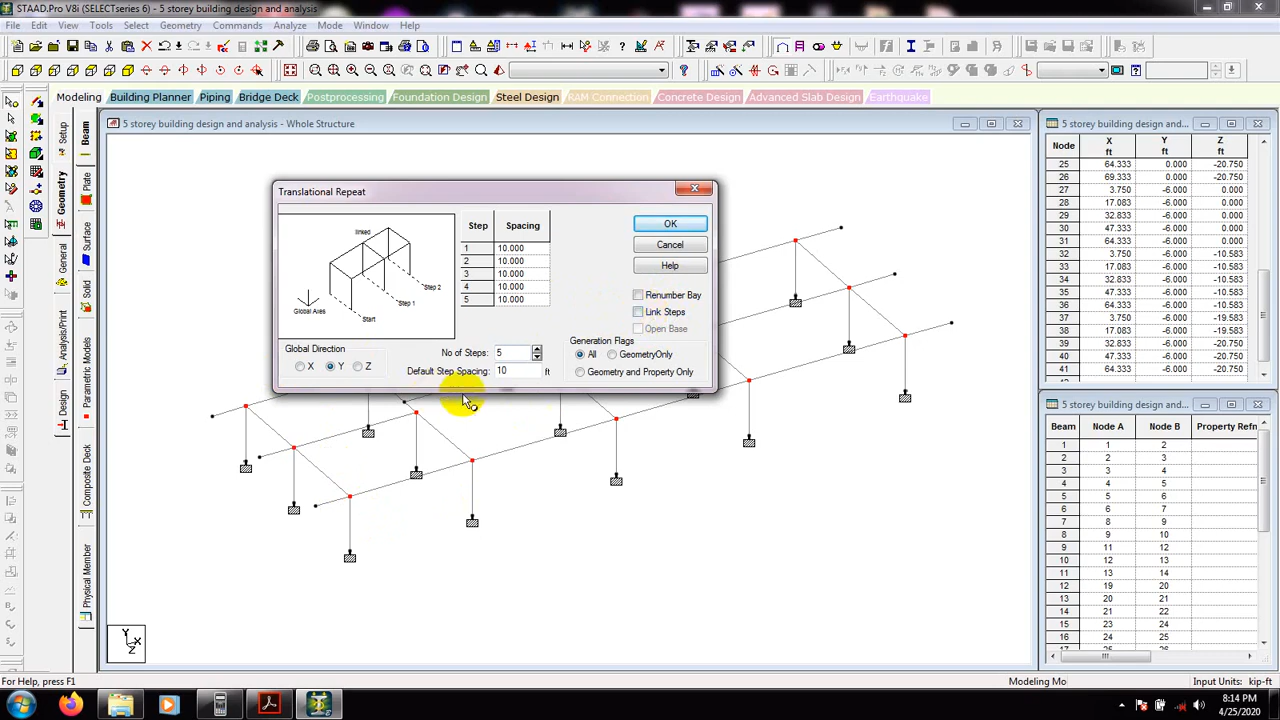 STAAD.Pro V8i (SELECTseries 6) - 5 storey building design and analysis
File Edit View Tools Select Geometry Commands Analyze Mode Window Help
Modeling Building Planner Piping Bridge Deck Postprocessing Foundation Design Steel Design RAM Connection Concrete Design Advanced Slab Design Earthquake
5 storey building design and analysis - Whole Structure
Setup
Geometry
General
Analysis/Print
Design
Beam
Plate
Surface
Solid
Parametric Models
Composite Deck
Physical Member
Translational Repeat
linked
Global Axes
Start
Step 1
Step 2
Step Spacing
1 10.000
2 10.000
3 10.000
4 10.000
5 10.000
OK
Cancel
Help
Renumber Bay
Link Steps
Open Base
Global Direction
X Y Z
No of Steps: 5
Default Step Spacing: 10 ft
Generation Flags
All GeometryOnly
Geometry and Property Only
Y
X
Z
5 storey building design and...
Node X ft Y ft Z ft
25 64.333 0.000 -20.750
26 69.333 0.000 -20.750
27 3.750 -6.000 0.000
28 17.083 -6.000 0.000
29 32.833 -6.000 0.000
30 47.333 -6.000 0.000
31 64.333 -6.000 0.000
32 3.750 -6.000 -10.583
33 17.083 -6.000 -10.583
34 32.833 -6.000 -10.583
35 47.333 -6.000 -10.583
36 64.333 -6.000 -10.583
37 3.750 -6.000 -19.583
38 17.083 -6.000 -19.583
39 32.833 -6.000 -19.583
40 47.333 -6.000 -19.583
41 64.333 -6.000 -19.583
5 storey building design and...
Beam Node A Node B Property Refn
1 1 2
2 2 3
3 3 4
4 4 5
5 5 6
6 6 7
7 8 9
8 9 10
9 11 12
10 12 13
11 13 14
12 19 20
13 20 21
14 21 22
15 23 24
16 24 25
For Help, press F1
Modeling Mo
Input Units: kip-ft
8:14 PM
4/25/2020